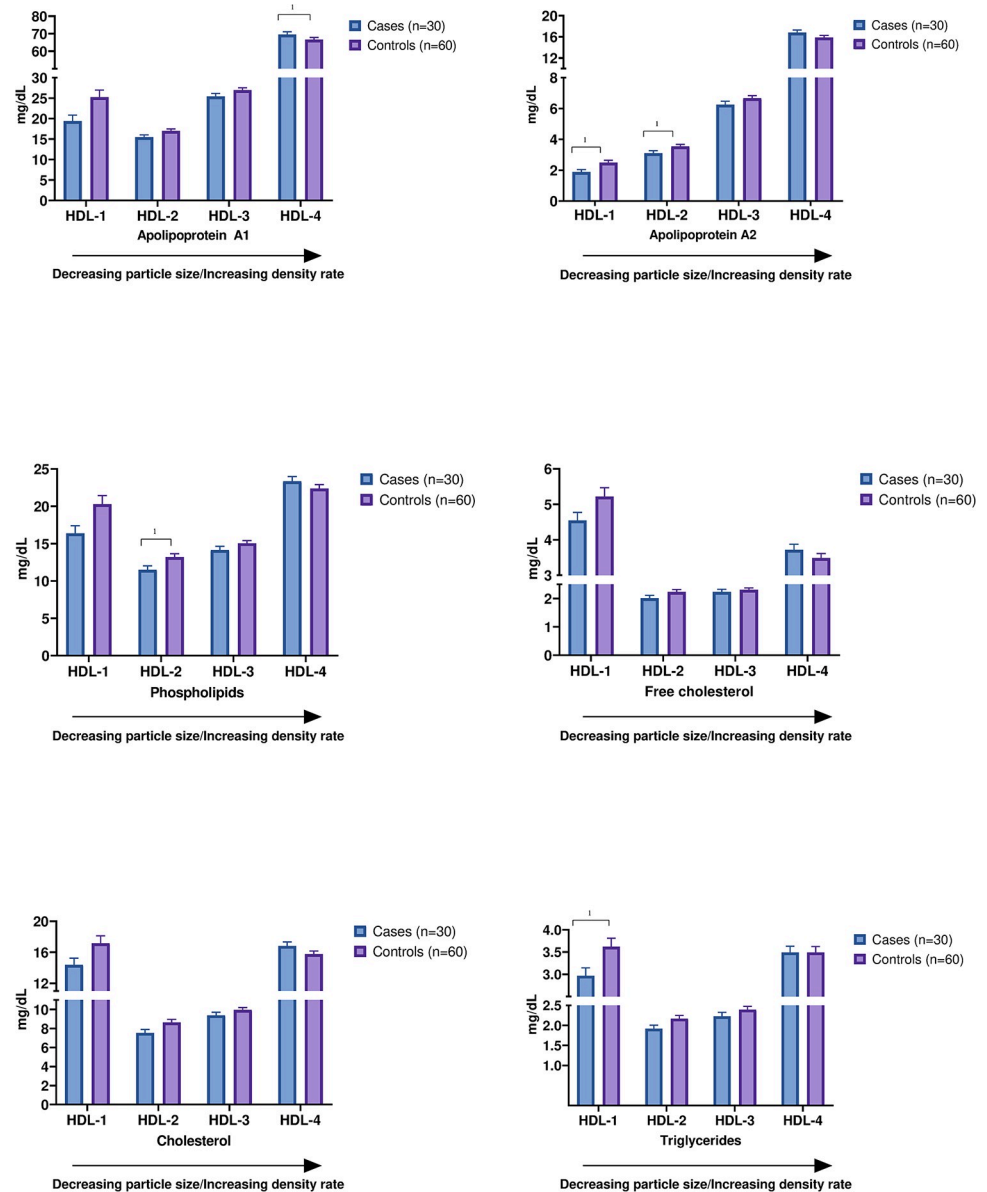 80
70
60
30
25
20
15
10
5
0
mg/dL
HDL-1 HDL-2 HDL-3 HDL-4
Apolipoprotein A1
Decreasing particle size/Increasing density rate
Cases (n=30)
Controls (n=60)
20
16
12
8
6
4
2
0
mg/dL
HDL-1 HDL-2 HDL-3 HDL-4
Apolipoprotein A2
Decreasing particle size/Increasing density rate
Cases (n=30)
Controls (n=60)
25
20
15
10
5
0
mg/dL
HDL-1 HDL-2 HDL-3 HDL-4
Phospholipids
Decreasing particle size/Increasing density rate
Cases (n=30)
Controls (n=60)
6
5
4
3
2
1
0
mg/dL
HDL-1 HDL-2 HDL-3 HDL-4
Free cholesterol
Decreasing particle size/Increasing density rate
Cases (n=30)
Controls (n=60)
20
16
12
10
8
6
4
2
0
mg/dL
HDL-1 HDL-2 HDL-3 HDL-4
Cholesterol
Decreasing particle size/Increasing density rate
Cases (n=30)
Controls (n=60)
4.0
3.5
3.0
2.5
2.0
1.5
1.0
mg/dL
HDL-1 HDL-2 HDL-3 HDL-4
Triglycerides
Decreasing particle size/Increasing density rate
Cases (n=30)
Controls (n=60)